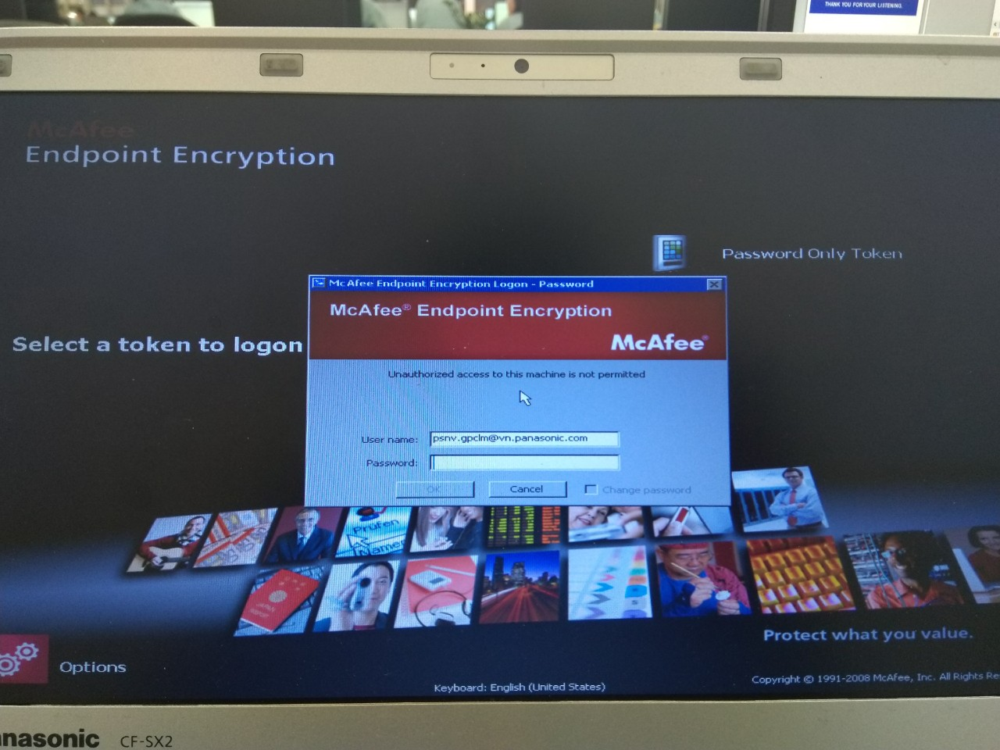 THANK YOU FOR YOUR LISTENING.
McAfee
Endpoint Encryption
Password Only Token
McAfee Endpoint Encryption Logon - Password
McAfee® Endpoint Encryption
McAfee®
Select a token to logon
Unauthorized access to this machine is not permitted
User name: psnv.gpclm@vn.panasonic.com
Password:
OK Cancel Change password
Prüfen
JAPAN
Protect what you value.
Options
Copyright © 1991-2008 McAfee, Inc. All Rights Re
Keyboard: English (United States)
anasonic CF-SX2